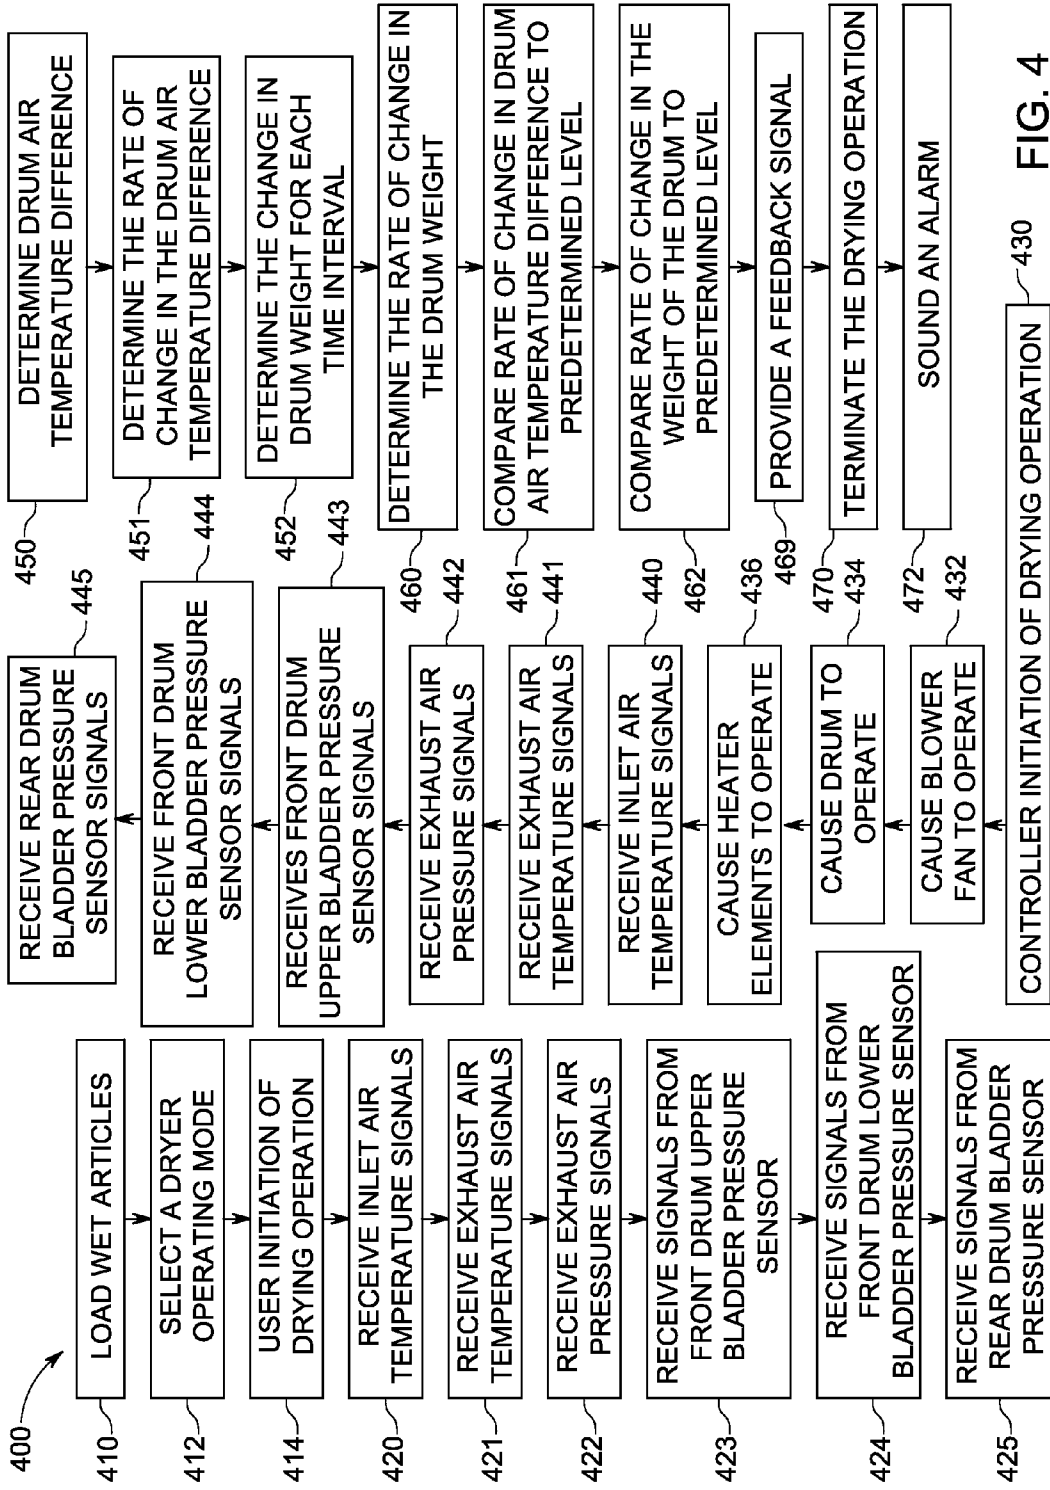 400
410
LOAD WET ARTICLES
412
SELECT A DRYER
OPERATING MODE
414
USER INITIATION OF
DRYING OPERATION
420
RECEIVE INLET AIR
TEMPERATURE SIGNALS
421
RECEIVE EXHAUST AIR
TEMPERATURE SIGNALS
422
RECEIVE EXHAUST AIR
PRESSURE SIGNALS
423
RECEIVE SIGNALS FROM
FRONT DRUM UPPER
BLADDER PRESSURE
SENSOR
424
RECEIVE SIGNALS FROM
FRONT DRUM LOWER
BLADDER PRESSURE SENSOR
425
RECEIVE SIGNALS FROM
REAR DRUM BLADDER
PRESSURE SENSOR
CONTROLLER INITIATION OF DRYING OPERATION
430
CAUSE BLOWER
FAN TO OPERATE
432
CAUSE DRUM TO
OPERATE
434
CAUSE HEATER
ELEMENTS TO OPERATE
436
RECEIVE INLET AIR
TEMPERATURE SIGNALS
440
RECEIVE EXHAUST AIR
TEMPERATURE SIGNALS
441
RECEIVE EXHAUST AIR
PRESSURE SIGNALS
442
RECEIVES FRONT DRUM
UPPER BLADDER PRESSURE
SENSOR SIGNALS
443
RECEIVE FRONT DRUM
LOWER BLADDER PRESSURE
SENSOR SIGNALS
444
RECEIVE REAR DRUM
BLADDER PRESSURE
SENSOR SIGNALS
445
450
DETERMINE DRUM AIR
TEMPERATURE DIFFERENCE
451
DETERMINE THE RATE OF
CHANGE IN THE DRUM AIR
TEMPERATURE DIFFERENCE
452
DETERMINE THE CHANGE IN
DRUM WEIGHT FOR EACH
TIME INTERVAL
460
DETERMINE THE RATE OF CHANGE IN
THE DRUM WEIGHT
461
COMPARE RATE OF CHANGE IN DRUM
AIR TEMPERATURE DIFFERENCE TO
PREDETERMINED LEVEL
462
COMPARE RATE OF CHANGE IN THE
WEIGHT OF THE DRUM TO
PREDETERMINED LEVEL
469
PROVIDE A FEEDBACK SIGNAL
470
TERMINATE THE DRYING OPERATION
472
SOUND AN ALARM
FIG. 4